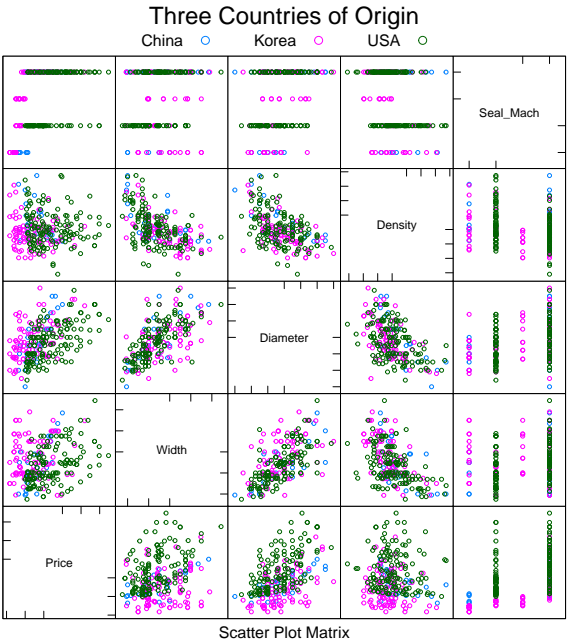 Three Countries of Origin
China Korea USA
Seal_Mach
Density
Diameter
Width
Price
Scatter Plot Matrix